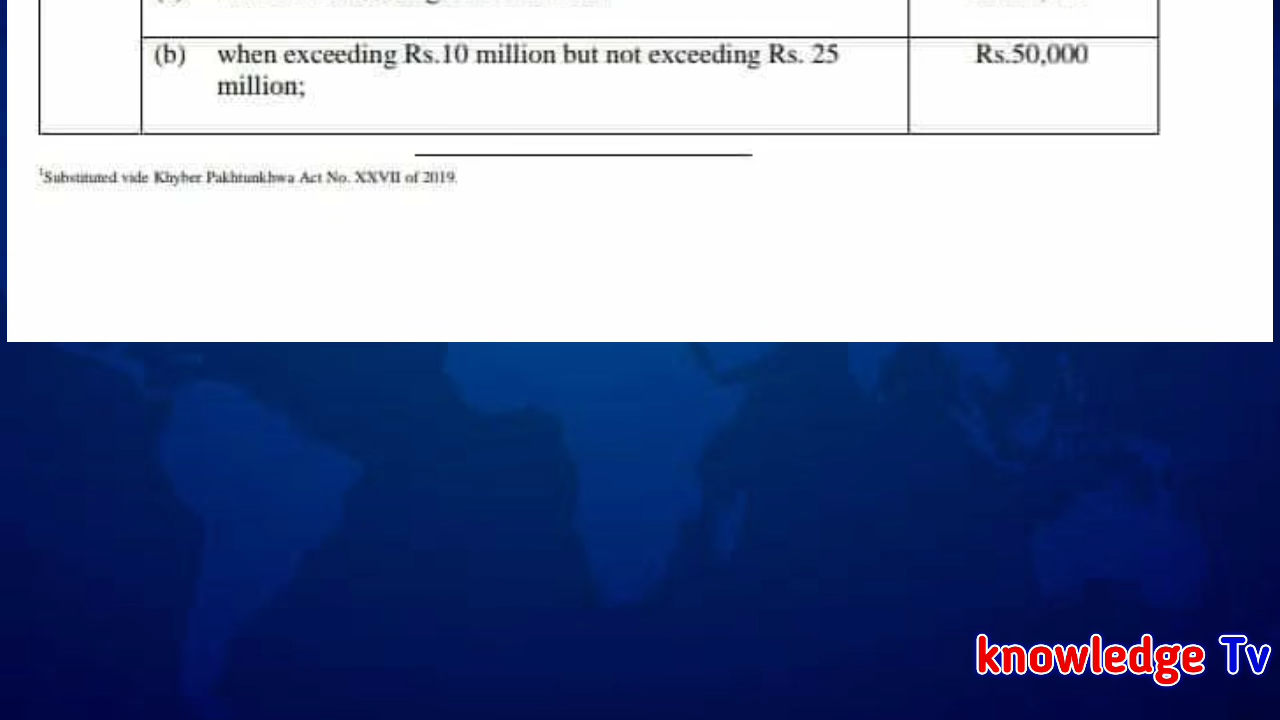 (b) when exceeding Rs.10 million but not exceeding Rs. 25 Rs.50,000
million;
¹Substituted vide Khyber Pakhtunkhwa Act No. XXVII of 2019.
knowledge Tv